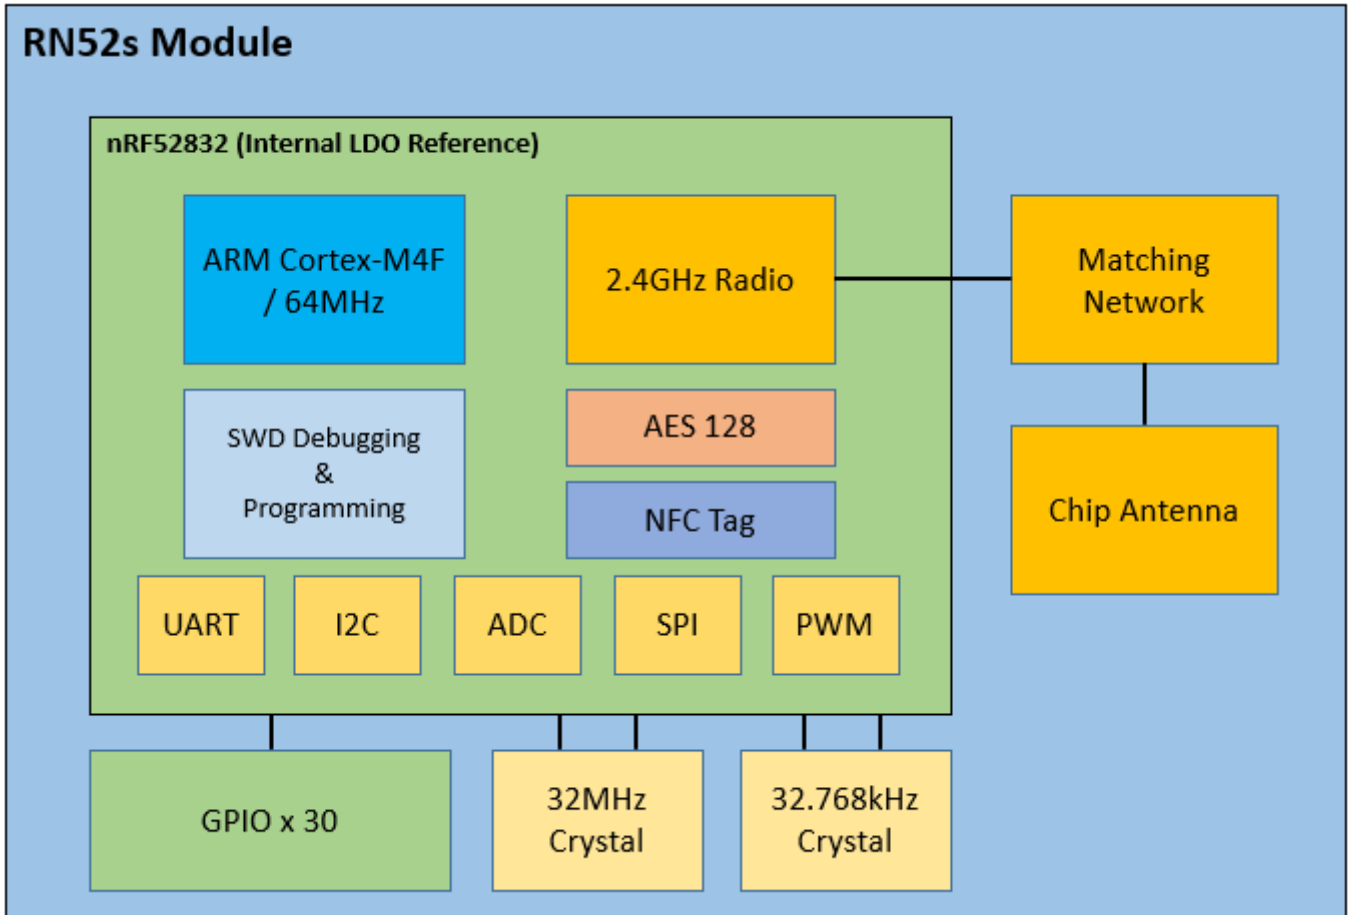 RN52s Module
nRF52832 (Internal LDO Reference)
ARM Cortex-M4F
/ 64MHz
2.4GHz Radio
Matching
Network
SWD Debugging
&
Programming
AES 128
NFC Tag
Chip Antenna
UART
I2C
ADC
SPI
PWM
GPIO x 30
32MHz
Crystal
32.768kHz
Crystal